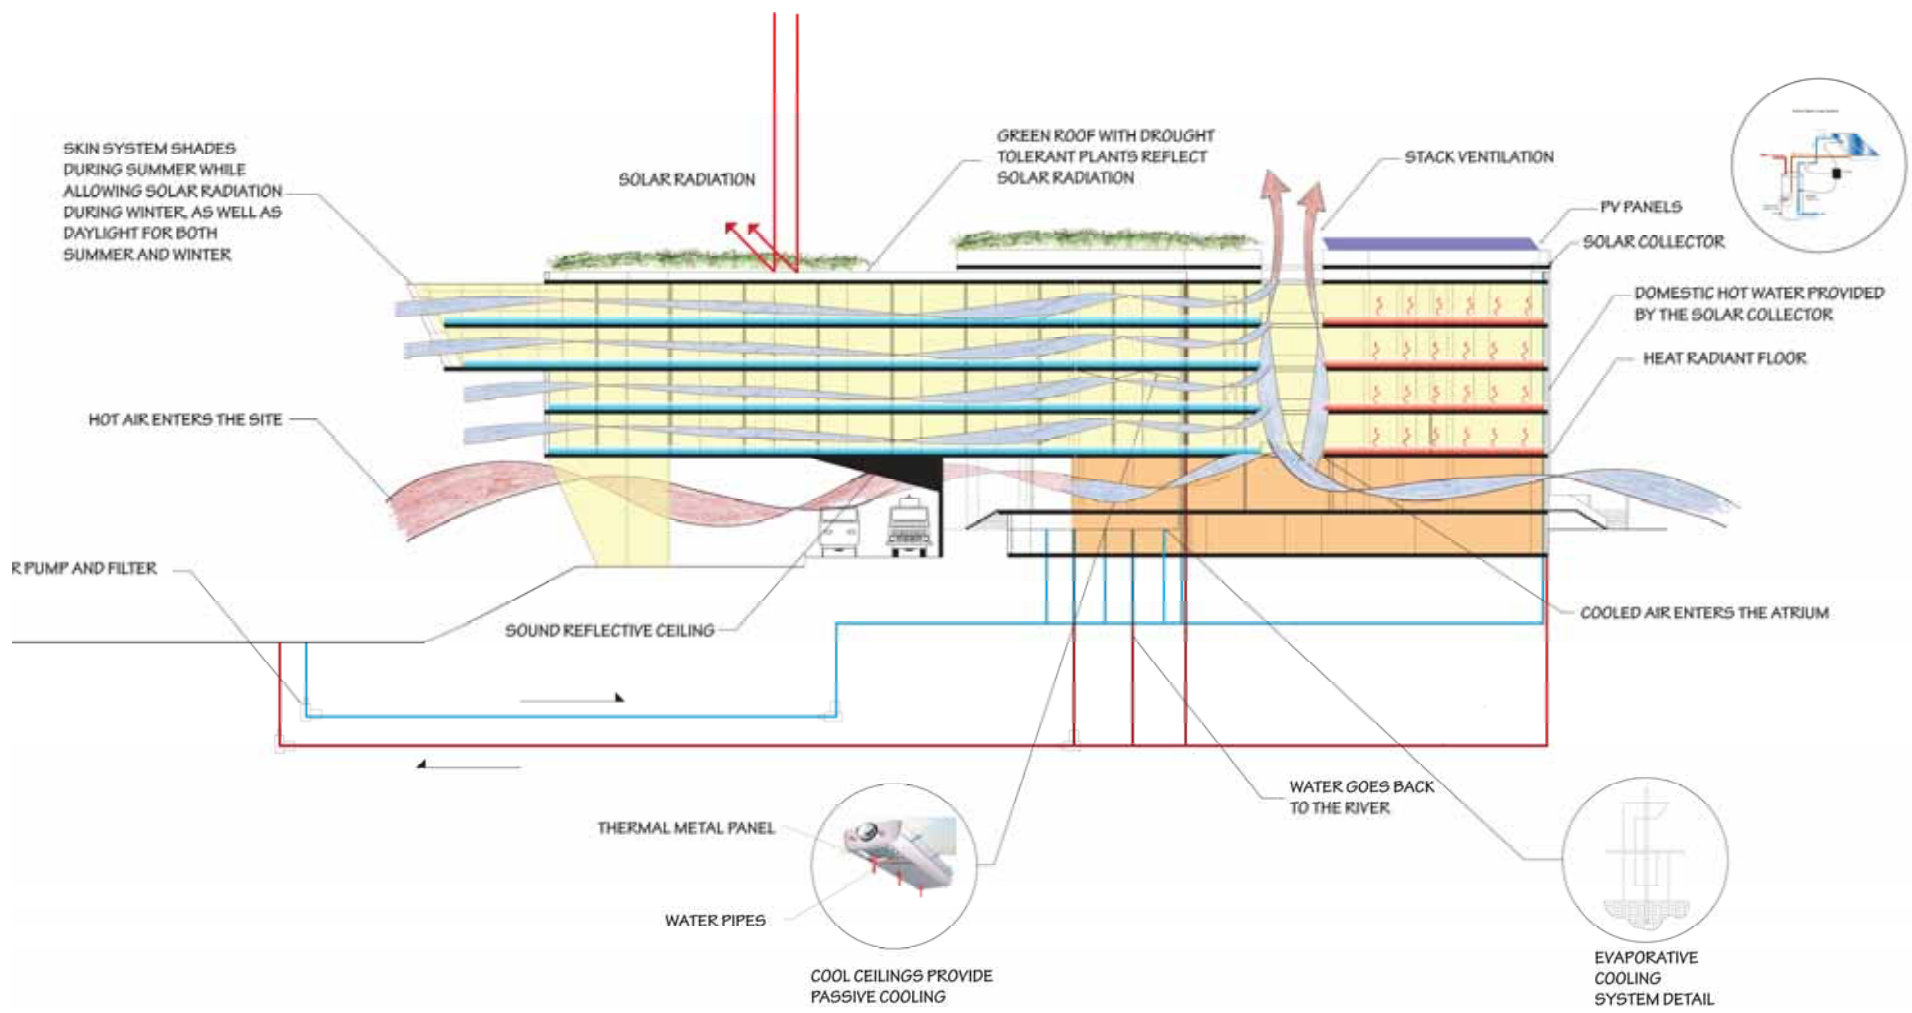 SKIN SYSTEM SHADES
DURING SUMMER WHILE
ALLOWING SOLAR RADIATION
DURING WINTER, AS WELL AS
DAYLIGHT FOR BOTH
SUMMER AND WINTER
SOLAR RADIATION
GREEN ROOF WITH DROUGHT
TOLERANT PLANTS REFLECT
SOLAR RADIATION
STACK VENTILATION
PV PANELS
SOLAR COLLECTOR
DOMESTIC HOT WATER PROVIDED
BY THE SOLAR COLLECTOR
HEAT RADIANT FLOOR
HOT AIR ENTERS THE SITE
R PUMP AND FILTER
SOUND REFLECTIVE CEILING
COOLED AIR ENTERS THE ATRIUM
WATER GOES BACK
TO THE RIVER
THERMAL METAL PANEL
WATER PIPES
COOL CEILINGS PROVIDE
PASSIVE COOLING
EVAPORATIVE
COOLING
SYSTEM DETAIL